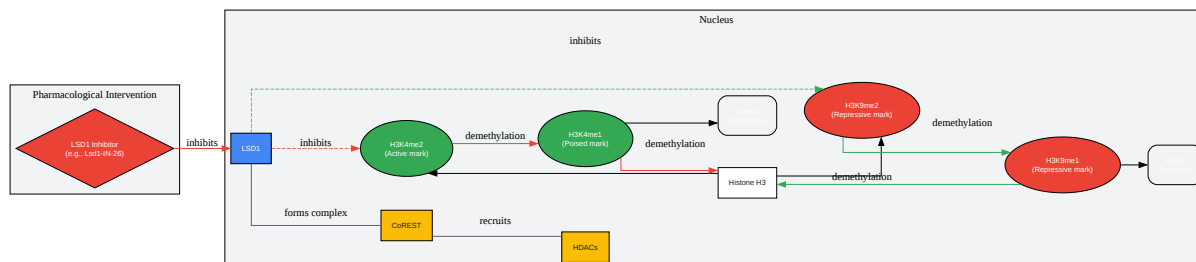 Nucleus
inhibits
Pharmacological Intervention
LSD1 Inhibitor
(e.g., Lsd1-IN-26)
inhibits
LSD1
inhibits
H3K4me2
(Active mark)
demethylation
H3K4me1
(Poised mark)
demethylation
H3K9me2
(Repressive mark)
demethylation
H3K9me1
(Repressive mark)
demethylation
Histone H3
forms complex
CoREST
recruits
HDACs